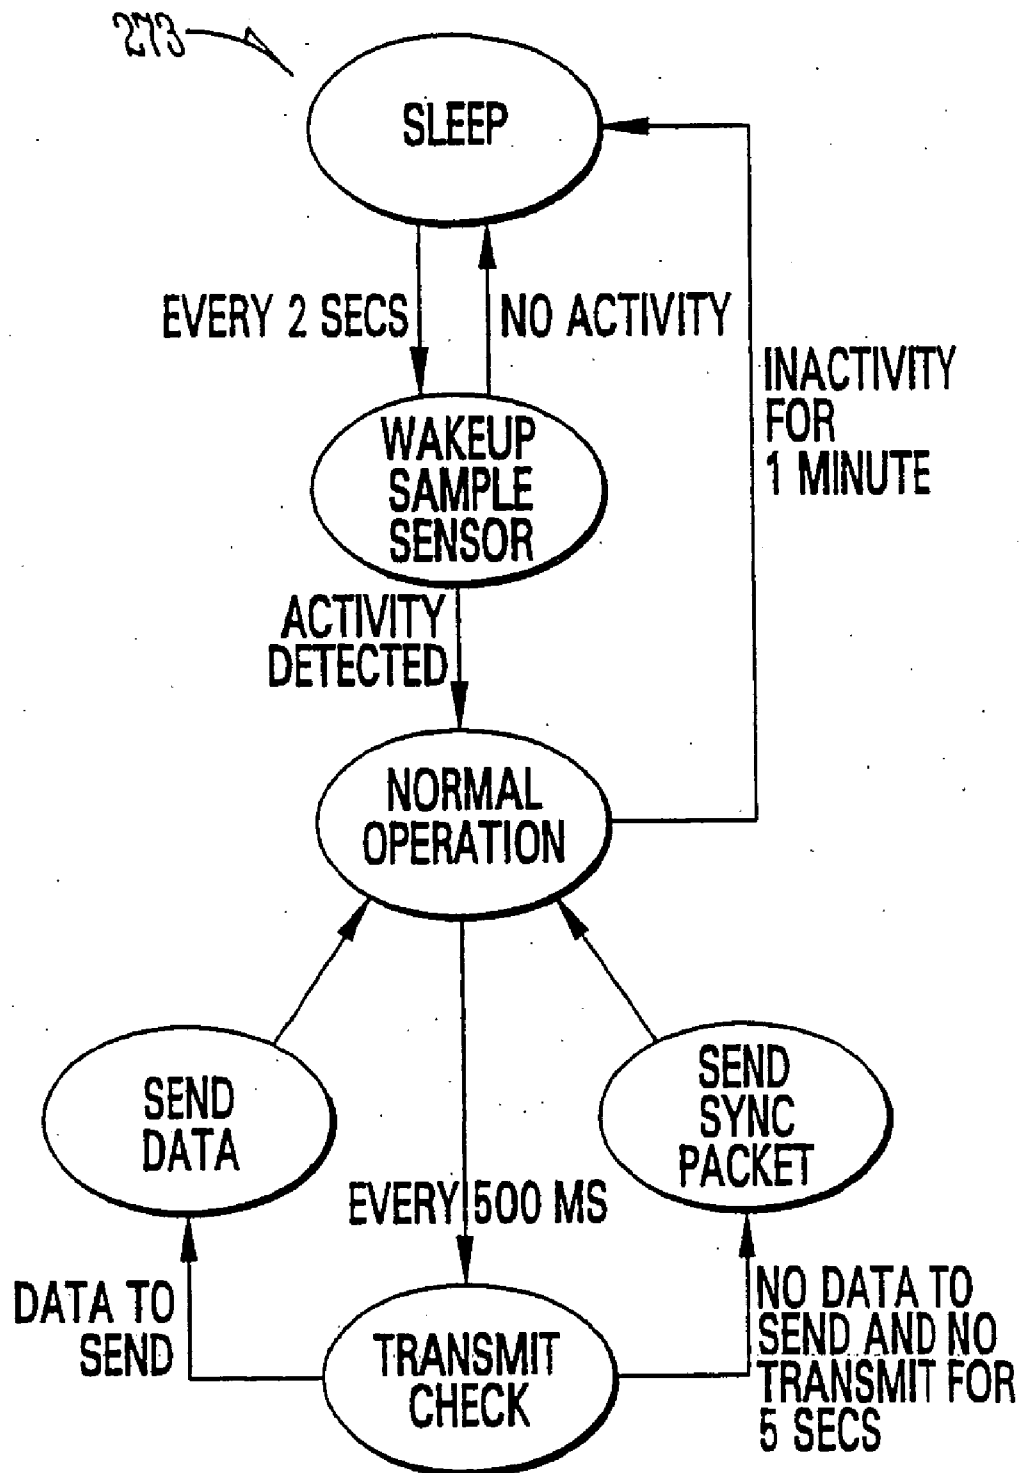 273
SLEEP
EVERY 2 SECS
NO ACTIVITY
INACTIVITY
FOR
1 MINUTE
WAKEUP
SAMPLE
SENSOR
ACTIVITY
DETECTED
NORMAL
OPERATION
SEND
DATA
SEND
SYNC
PACKET
EVERY 500 MS
DATA TO
SEND
NO DATA TO
SEND AND NO
TRANSMIT FOR
5 SECS
TRANSMIT
CHECK